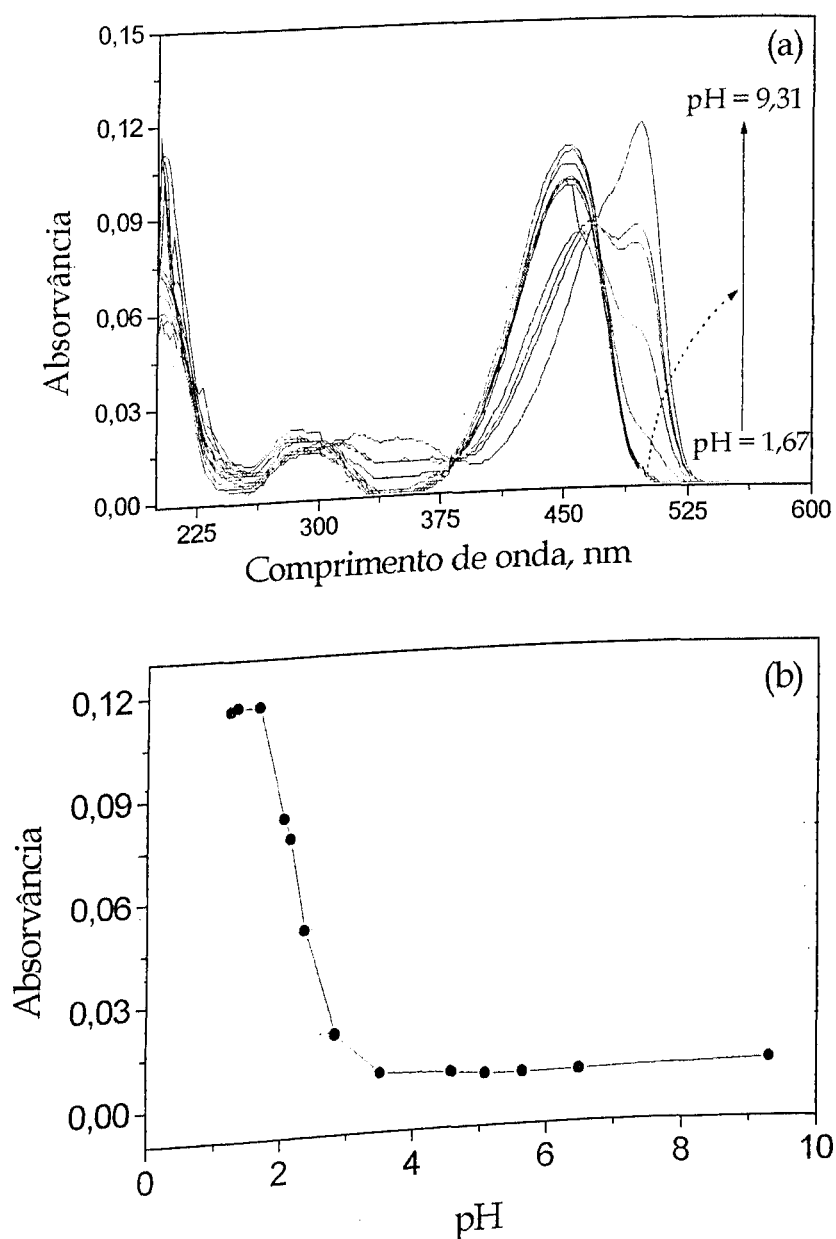 (a)
0,15
0,12
0,09
0,06
0,03
0,00
Absorvância
pH = 9,31
pH = 1,67
225 300 375 450 525 600
Comprimento de onda, nm
(b)
0,12
0,09
0,06
0,03
0,00
Absorvância
0 2 4 6 8 10
pH